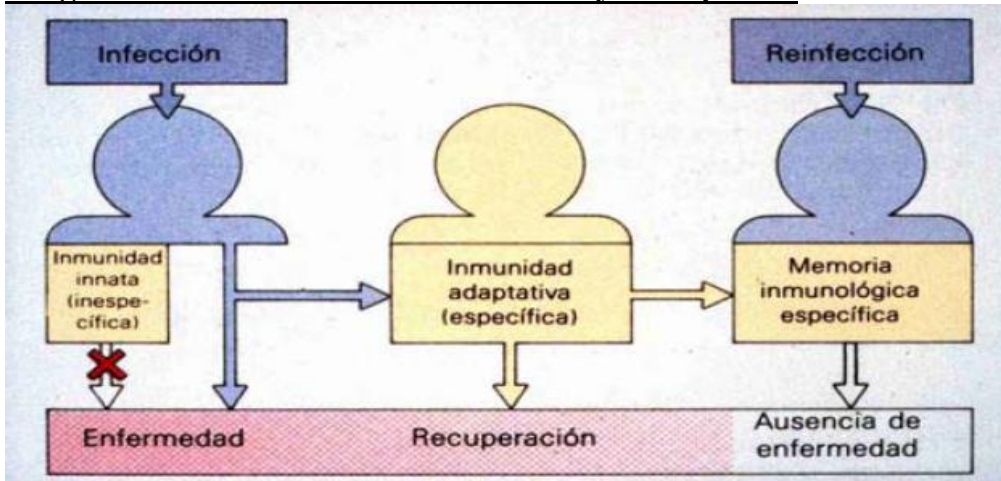 Infección
Reinfección
Inmunidad
innata
(inespe-
cífica)
Inmunidad
adaptativa
(específica)
Memoria
inmunológica
específica
Enfermedad
Recuperación
Ausencia de
enfermedad